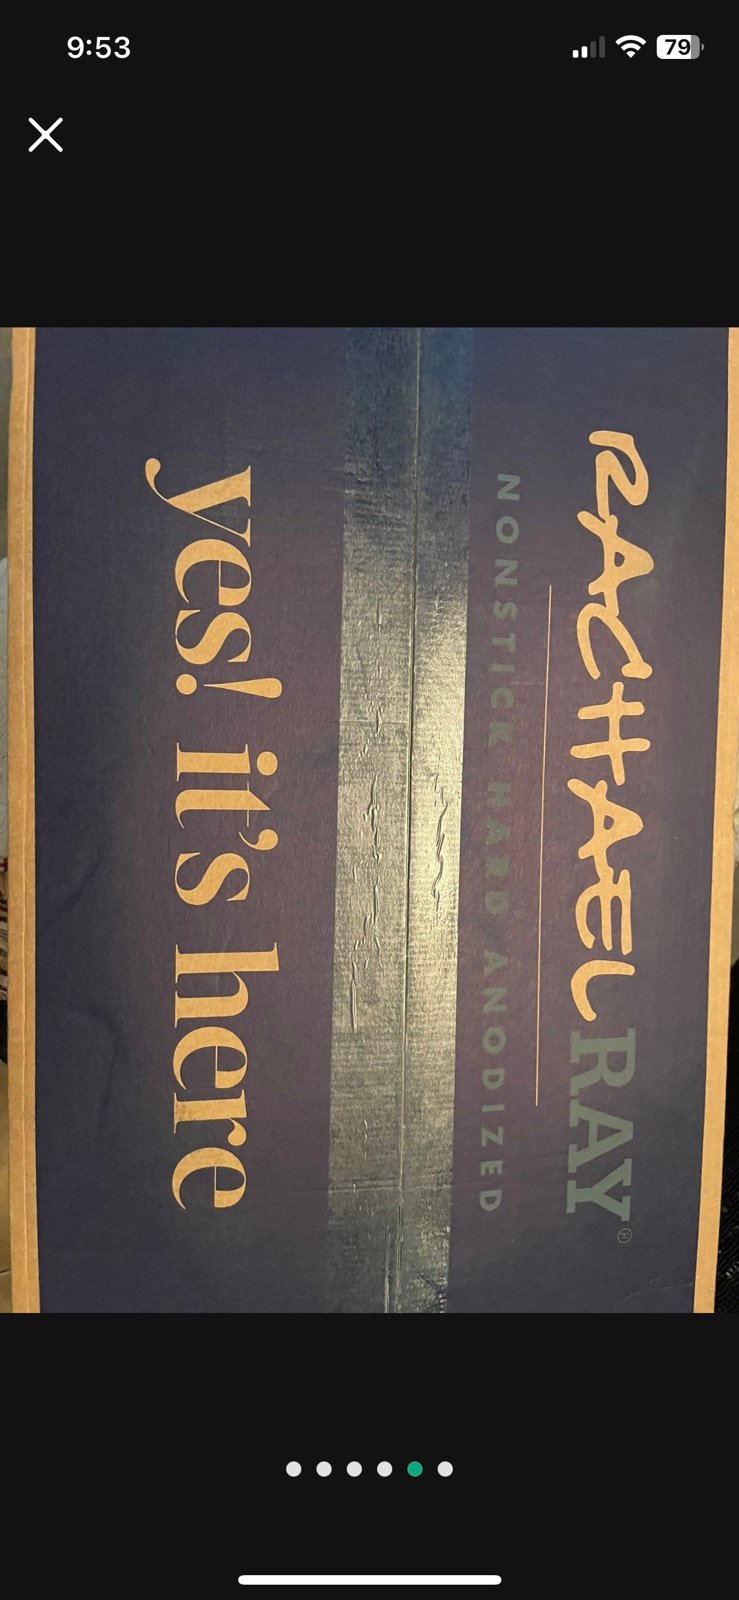 9:53
79
RACHAEL RAY®
NONSTICK HARD ANODIZED
yes! it's here